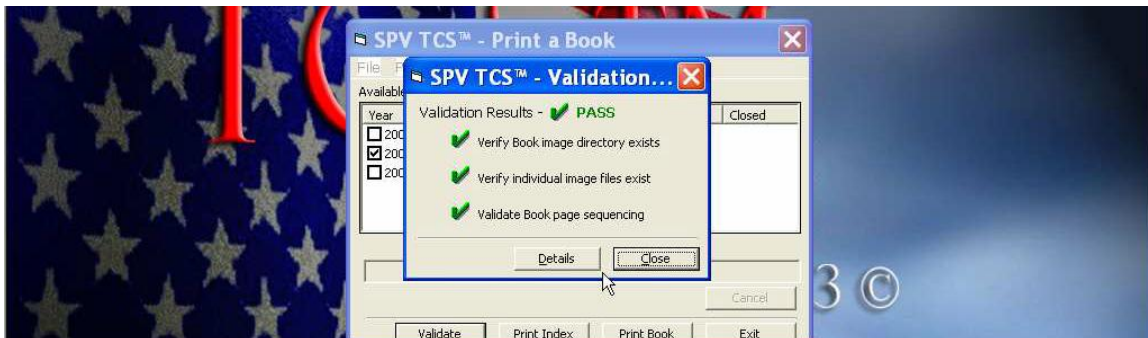 SPV TCS™ - Print a Book
File
SPV TCS™ - Validation...
Available
Validation Results - PASS
Year
Closed
200
Verify Book image directory exists
200
200
Verify individual image files exist
Validate Book page sequencing
Details
Close
Cancel
3 ©
Validate
Print Index
Print Book
Exit